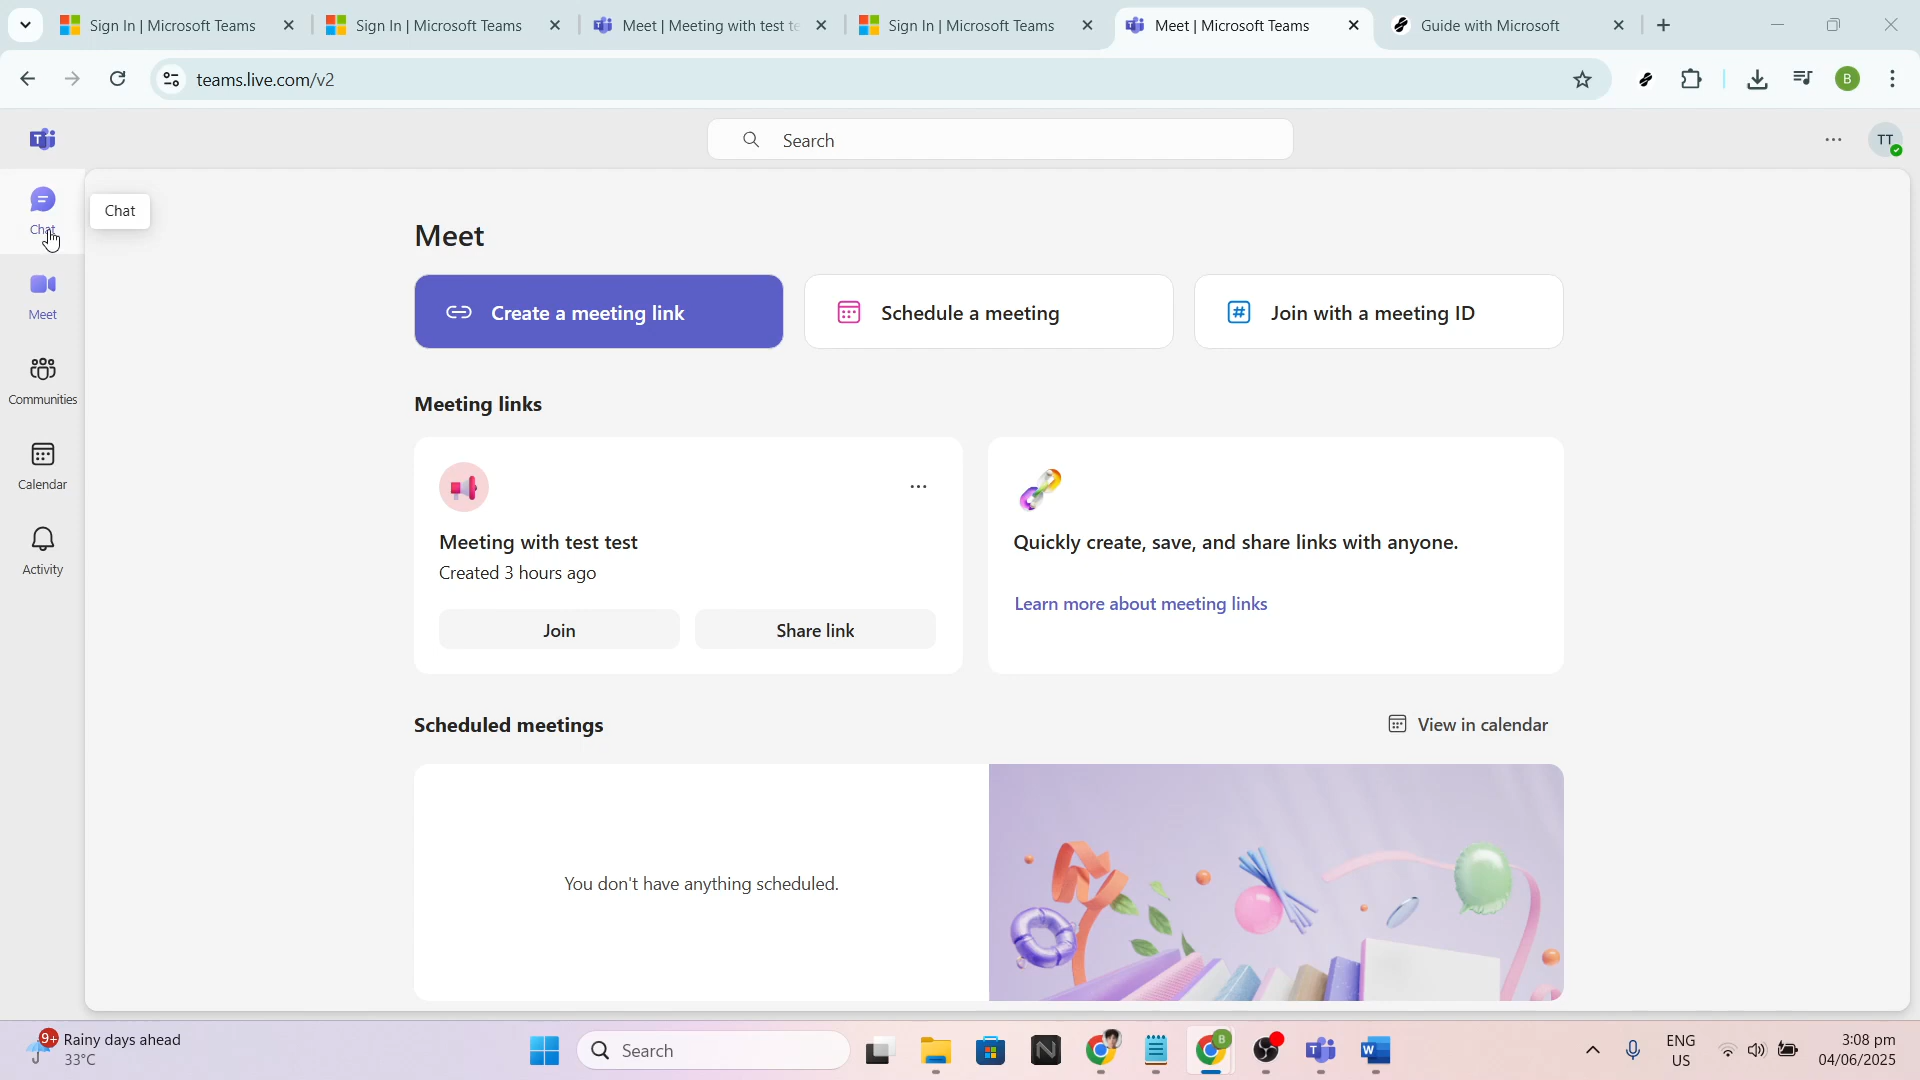 Sign In | Microsoft Teams
Sign In | Microsoft Teams
Meet | Meeting with test te
Sign In | Microsoft Teams
Meet | Microsoft Teams
Guide with Microsoft
teams.live.com/v2
B
Search
TT
Chat
Chat
Meet
Communities
Calendar
Activity
Meet
Create a meeting link
Schedule a meeting
Join with a meeting ID
Meeting links
Meeting with test test
Created 3 hours ago
Join
Share link
Quickly create, save, and share links with anyone.
Learn more about meeting links
Scheduled meetings
View in calendar
You don't have anything scheduled.
9+
Rainy days ahead
33°C
Search
B
ENG
US
3:08 pm
04/06/2025